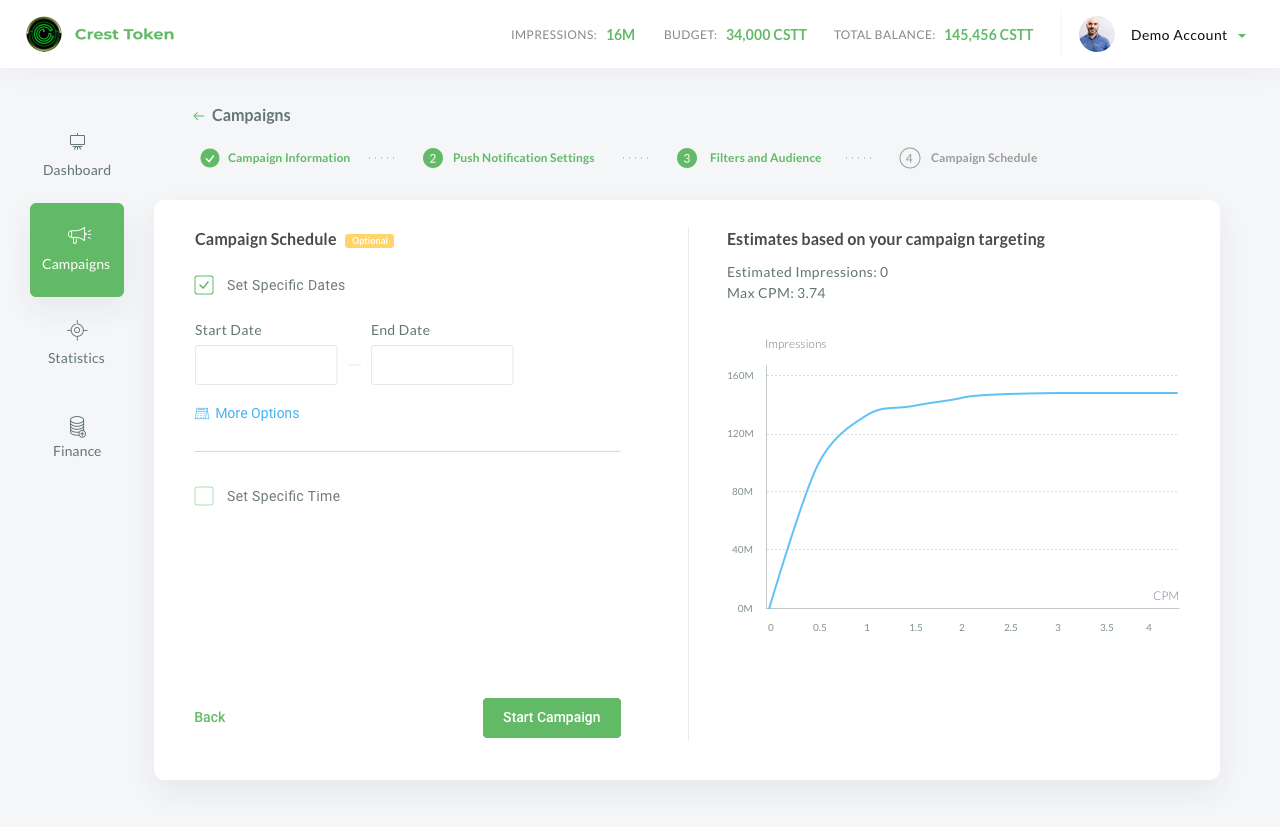 Crest Token
IMPRESSIONS: 16M BUDGET: 34,000 CSTT TOTAL BALANCE: 145,456 CSTT Demo Account
Campaigns
Campaign Information 2 Push Notification Settings 3 Filters and Audience 4 Campaign Schedule
Dashboard
Campaigns
Statistics
Finance
Campaign Schedule Optional
Set Specific Dates
Start Date End Date
More Options
Set Specific Time
Back Start Campaign
Estimates based on your campaign targeting
Estimated Impressions: 0
Max CPM: 3.74
Impressions
160M
120M
80M
40M
CPM
0M
0 0.5 1 1.5 2 2.5 3 3.5 4